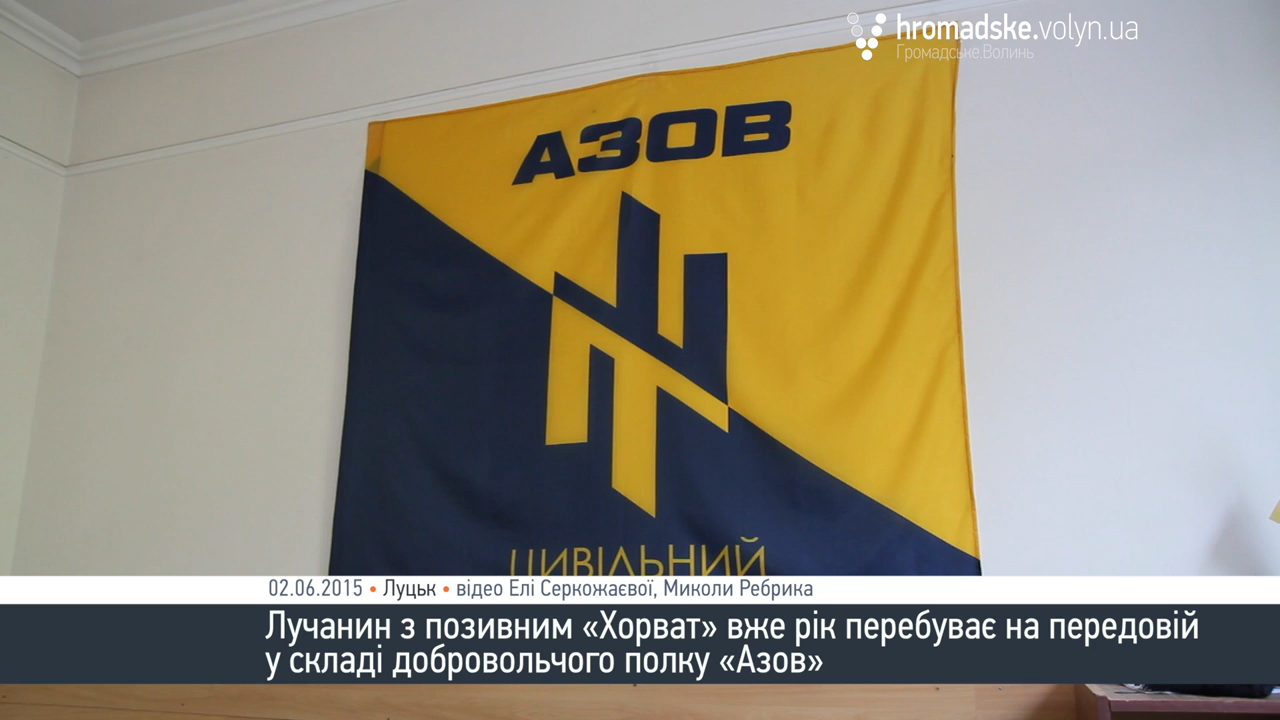 hromadske.volyn.ua
Громадське.Волинь
АЗОВ
ЦИВІЛЬНИЙ
02.06.2015 • Луцьк • відео Елі Серкожаєвої, Миколи Ребрика
Лучанин з позивним «Хорват» вже рік перебуває на передовій
у складі добровольчого полку «Азов»